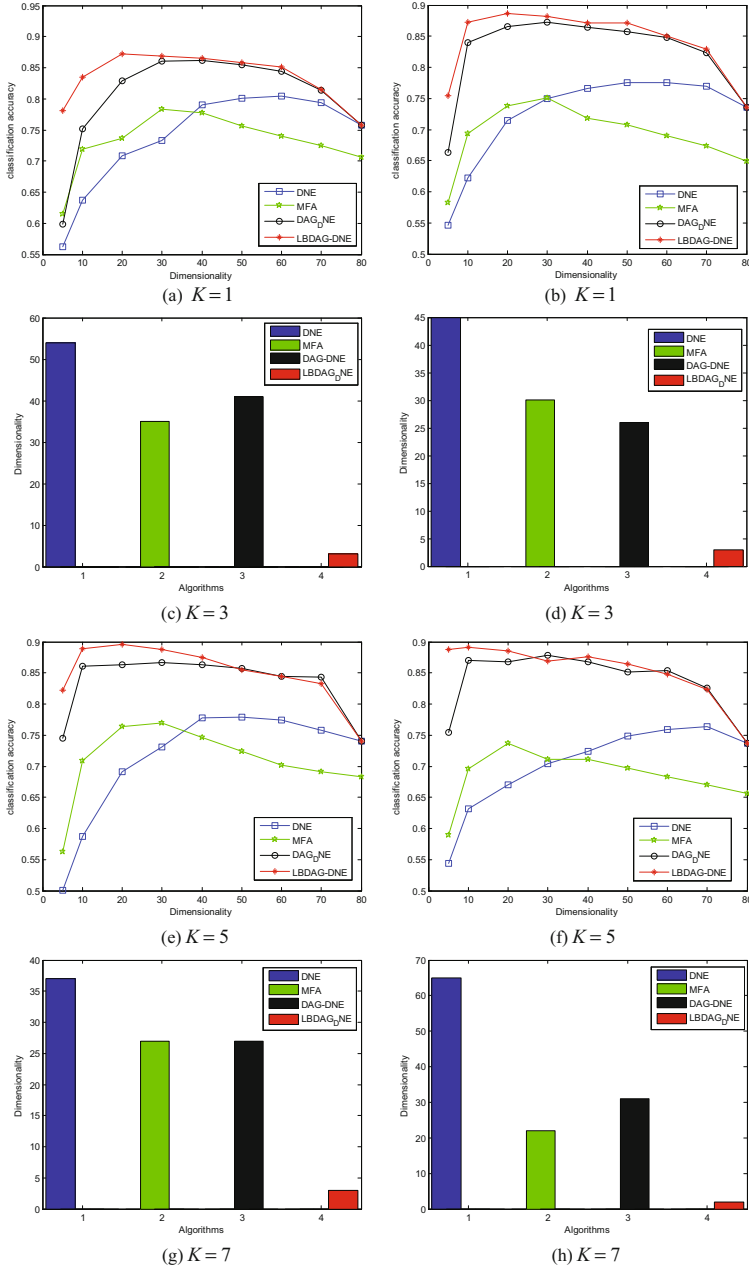 0.95
0.9
0.85
0.8
0.75
0.7
0.65
0.6
0.55
classification accuracy
0 10 20 30 40 50 60 70 80
Dimensionality
DNE
MFA
DAG_DNE
LBDAG-DNE
(a) K=1
0.9
0.85
0.8
0.75
0.7
0.65
0.6
0.55
0.5
classification accuracy
0 10 20 30 40 50 60 70 80
Dimensionality
DNE
MFA
DAG_DNE
LBDAG-DNE
(b) K=1
60
50
40
30
20
10
0
Dimensionality
1 2 3 4
Algorithms
DNE
MFA
DAG-DNE
LBDAG_DNE
(c) K=3
45
40
35
30
25
20
15
10
5
0
Dimensionality
1 2 3 4
Algorithms
DNE
MFA
DAG-DNE
LBDAG_DNE
(d) K=3
0.9
0.85
0.8
0.75
0.7
0.65
0.6
0.55
0.5
classification accuracy
0 10 20 30 40 50 60 70 80
Dimensionality
DNE
MFA
DAG_DNE
LBDAG-DNE
(e) K=5
0.9
0.85
0.8
0.75
0.7
0.65
0.6
0.55
0.5
classification accuracy
0 10 20 30 40 50 60 70 80
Dimensionality
DNE
MFA
DAG_DNE
LBDAG-DNE
(f) K=5
40
35
30
25
20
15
10
5
0
Dimensionality
1 2 3 4
Algorithms
DNE
MFA
DAG-DNE
LBDAG_DNE
(g) K=7
70
60
50
40
30
20
10
0
Dimensionality
1 2 3 4
Algorithms
DNE
MFA
DAG-DNE
LBDAG_DNE
(h) K=7